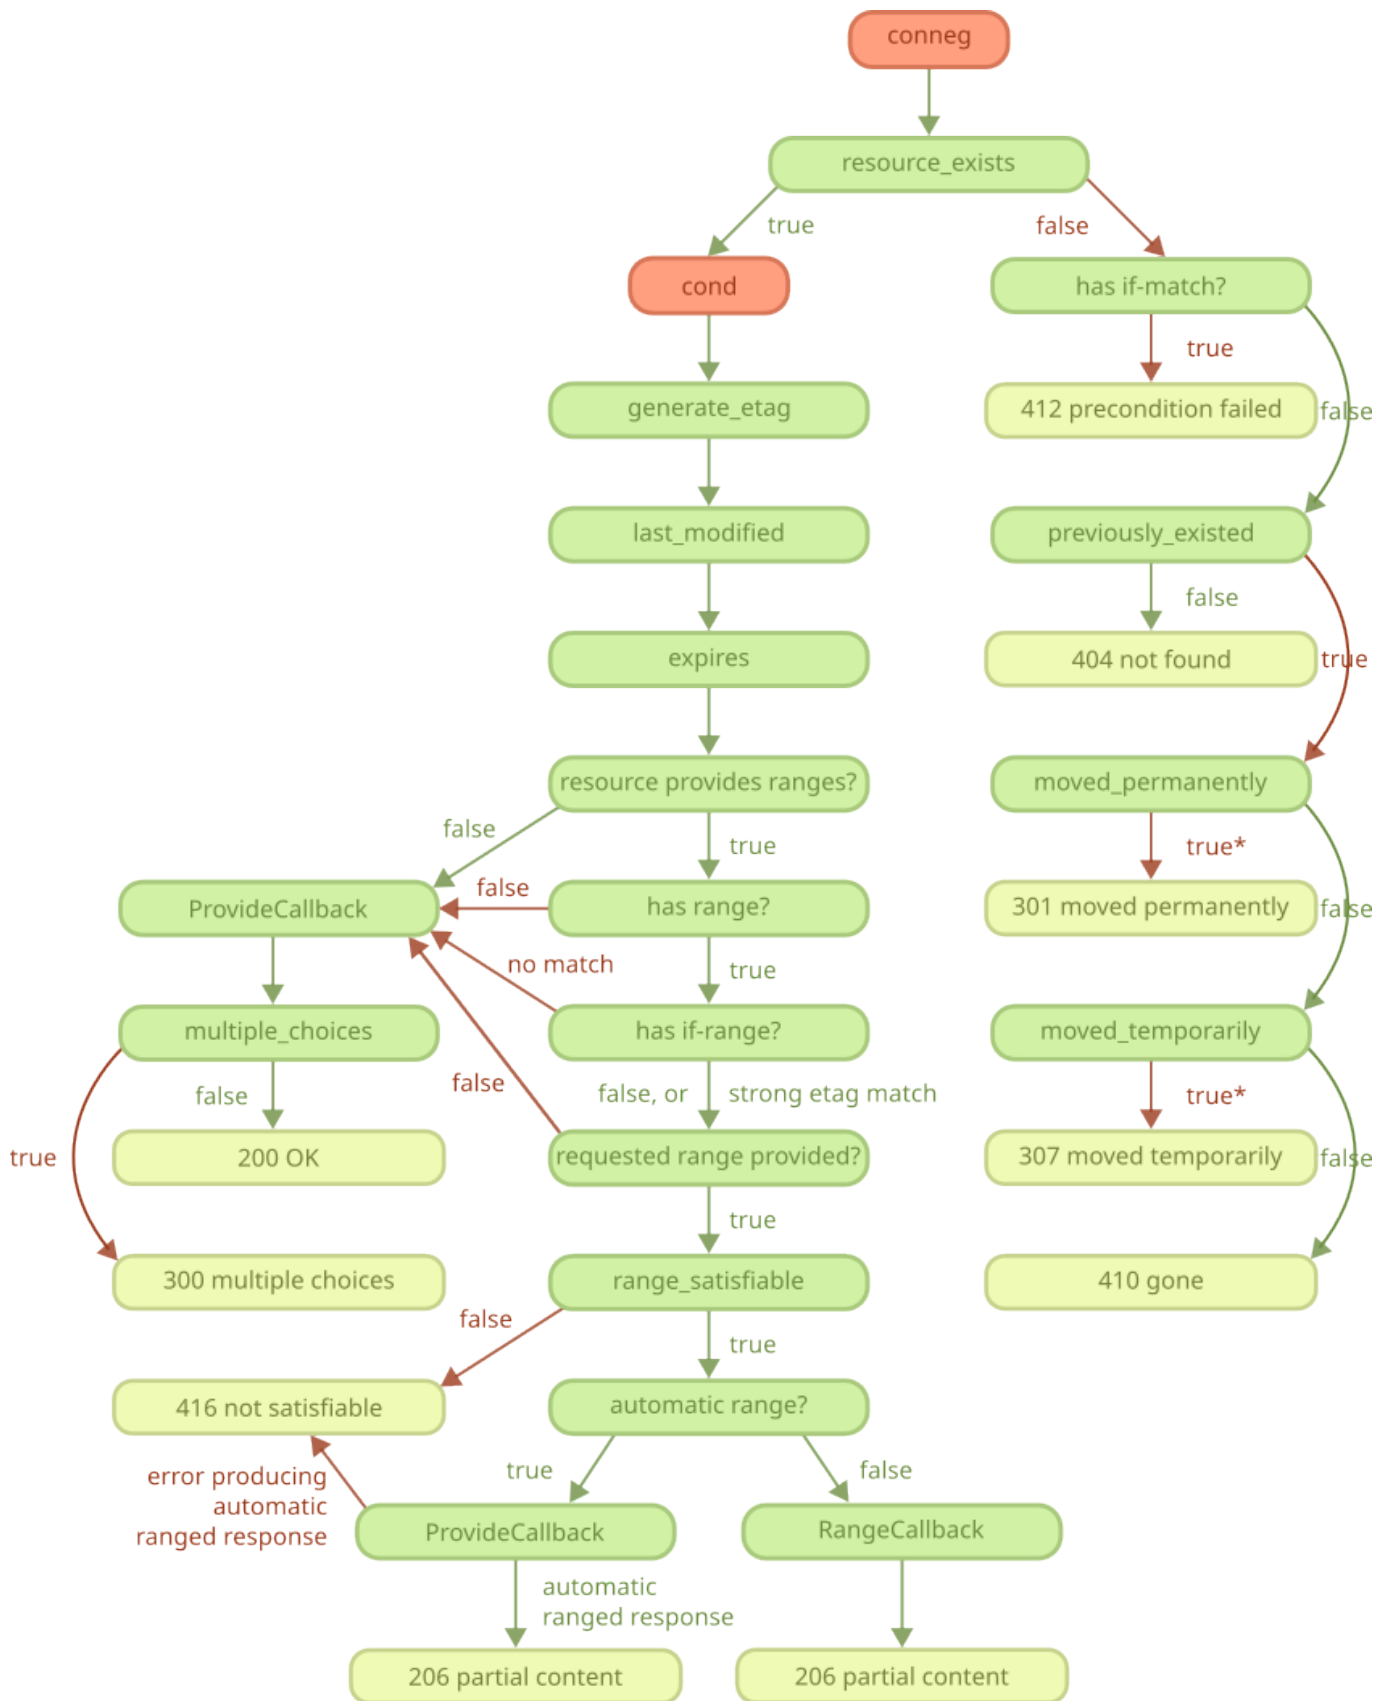 conneg
resource_exists
true
false
cond
has if-match?
true
generate_etag
412 precondition failed
false
last_modified
previously_existed
false
expires
404 not found
true
resource provides ranges?
moved_permanently
false
true
true*
false
ProvideCallback
has range?
301 moved permanently
false
no match
true
multiple_choices
has if-range?
moved_temporarily
false
false
false, or
strong etag match
true*
true
200 OK
requested range provided?
307 moved temporarily
false
true
300 multiple choices
range_satisfiable
410 gone
false
true
416 not satisfiable
automatic range?
error producing
automatic
ranged response
true
false
ProvideCallback
RangeCallback
automatic
ranged response
206 partial content
206 partial content